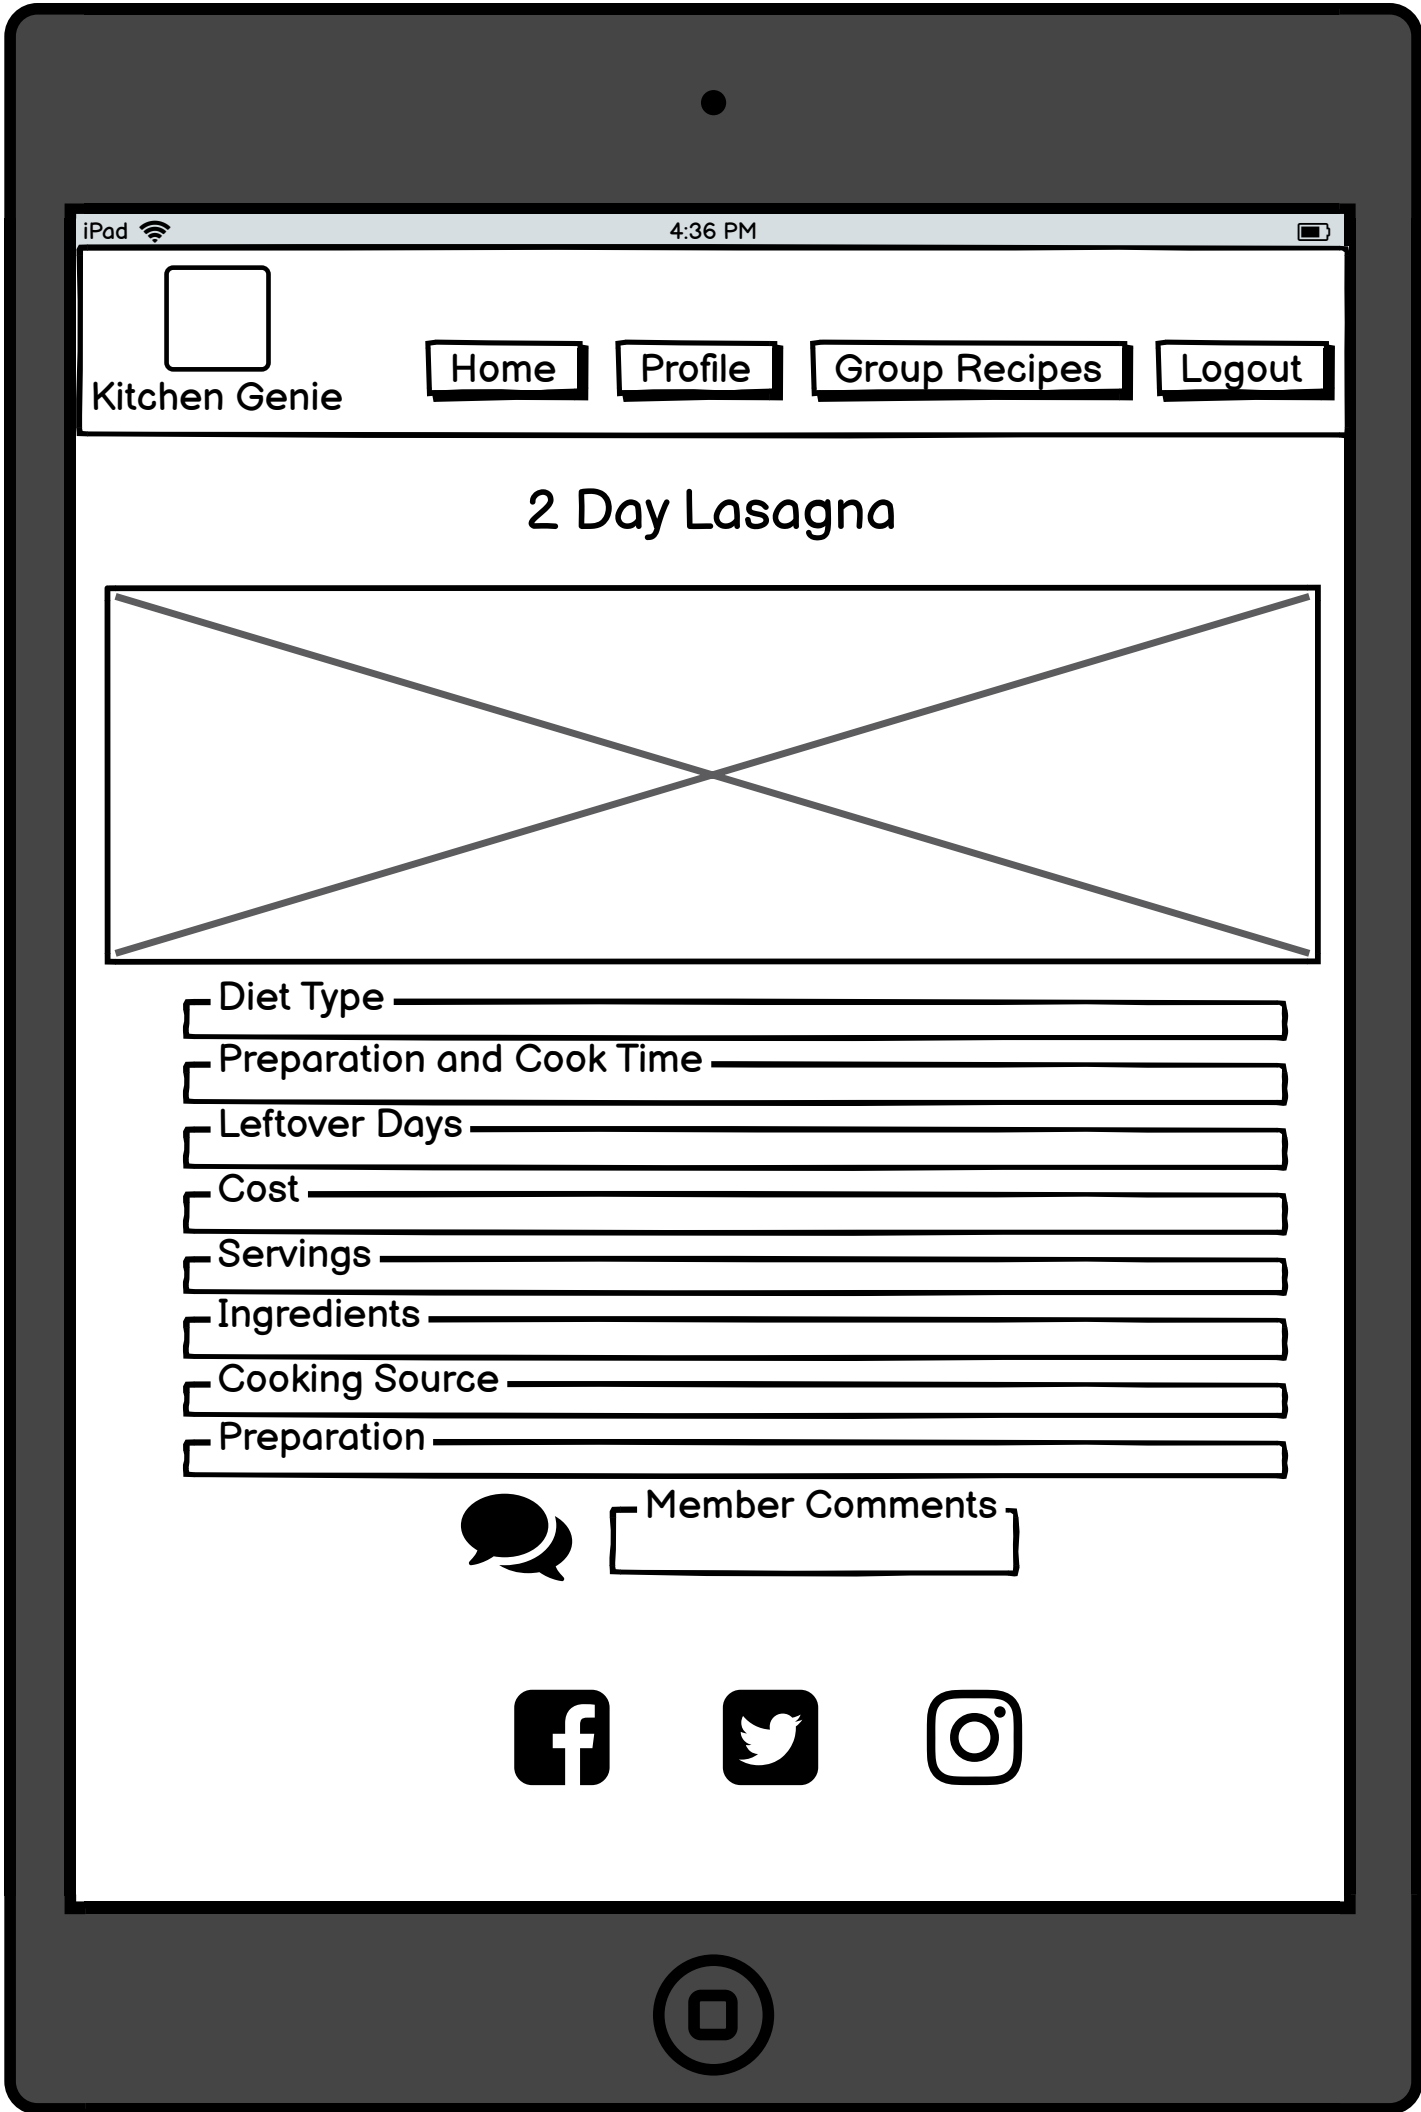 iPad 4:36 PM
Home Profile Group Recipes Logout
Kitchen Genie
2 Day Lasagna
Diet Type
Preparation and Cook Time
Leftover Days
Cost
Servings
Ingredients
Cooking Source
Preparation
Member Comments